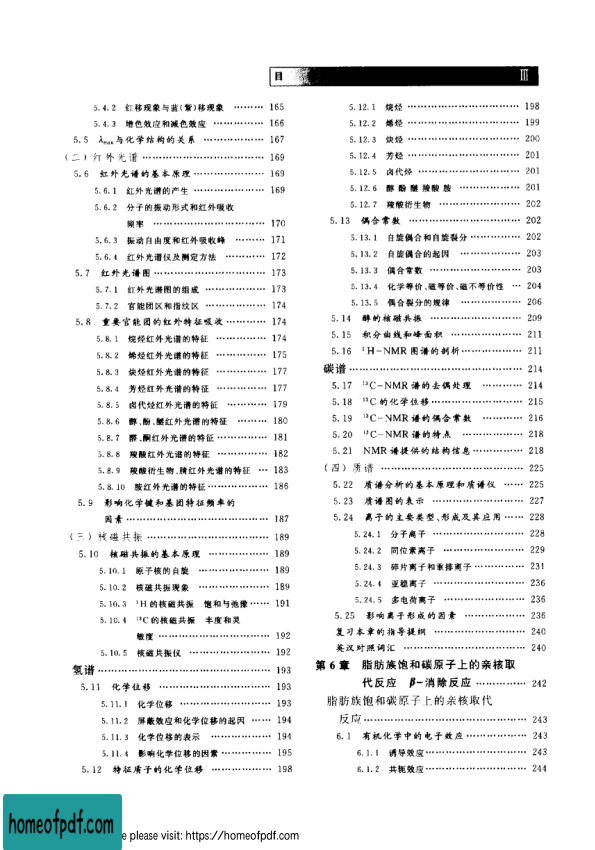 目 Ⅲ
5.4.2 红移现象与蓝(紫)移现象 ……… 165
5.4.3 增色效应和减色效应 …………… 166
5.5 λmax与化学结构的关系 ……………… 167
(二) 红外光谱 ……………………………… 169
5.6 红外光谱的基本原理 ………………… 169
5.6.1 红外光谱的产生 ………………… 169
5.6.2 分子的振动形式和红外吸收
频率 ……………………………… 170
5.6.3 振动自由度和红外吸收峰 ……… 171
5.6.4 红外光谱仪及测定方法 ………… 172
5.7 红外光谱图 …………………………… 173
5.7.1 红外光谱图的组成 ……………… 173
5.7.2 官能团区和指纹区 ……………… 174
5.8 重要官能团的红外特征吸收 ………… 174
5.8.1 烷烃红外光谱的特征 …………… 174
5.8.2 烯烃红外光谱的特征 …………… 175
5.8.3 炔烃红外光谱的特征 …………… 177
5.8.4 芳烃红外光谱的特征 …………… 177
5.8.5 卤代烃红外光谱的特征 ………… 179
5.8.6 醇、酚、醚红外光谱的特征 ……… 180
5.8.7 醛、酮红外光谱的特征 …………… 181
5.8.8 羧酸红外光谱的特征 …………… 182
5.8.9 羧酸衍生物、腈红外光谱的特征 … 183
5.8.10 胺红外光谱的特征 ……………… 186
5.9 影响化学键和基团特征频率的
因素 …………………………………… 187
(三) 核磁共振 ……………………………… 189
5.10 核磁共振的基本原理 ……………… 189
5.10.1 原子核的自旋 ………………… 189
5.10.2 核磁共振现象 ………………… 189
5.10.3 ¹H的核磁共振 饱和与弛豫 …… 191
5.10.4 ¹³C的核磁共振 丰度和灵
敏度 ……………………………… 192
5.10.5 核磁共振仪 …………………… 192
氢谱 ………………………………………… 193
5.11 化学位移 …………………………… 193
5.11.1 化学位移 ……………………… 193
5.11.2 屏蔽效应和化学位移的起因 …… 194
5.11.3 化学位移的表示 ……………… 194
5.11.4 影响化学位移的因素 ………… 195
5.12 特征质子的化学位移 ……………… 198
5.12.1 烷烃 …………………………… 198
5.12.2 烯烃 …………………………… 199
5.12.3 炔烃 …………………………… 200
5.12.4 芳烃 …………………………… 201
5.12.5 卤代烃 ………………………… 201
5.12.6 醇 酚 醚 羧酸 胺 ……………… 201
5.12.7 羧酸衍生物 …………………… 202
5.13 偶合常数 …………………………… 202
5.13.1 自旋偶合和自旋裂分 ………… 202
5.13.2 自旋偶合的起因 ……………… 203
5.13.3 偶合常数 ……………………… 203
5.13.4 化学等价、磁等价、磁不等价性 … 204
5.13.5 偶合裂分的规律 ……………… 206
5.14 醇的核磁共振 ……………………… 209
5.15 积分曲线和峰面积 ………………… 211
5.16 ¹H-NMR图谱的剖析 ……………… 211
碳谱 ………………………………………… 214
5.17 ¹³C-NMR谱的去偶处理 ………… 214
5.18 ¹³C的化学位移 …………………… 215
5.19 ¹³C-NMR谱的偶合常数 ………… 216
5.20 ¹³C-NMR谱的特点 ……………… 218
5.21 NMR谱提供的结构信息 …………… 218
(四) 质谱 …………………………………… 225
5.22 质谱分析的基本原理和质谱仪 …… 225
5.23 质谱图的表示 ……………………… 227
5.24 离子的主要类型、形成及其应用 …… 228
5.24.1 分子离子 ……………………… 228
5.24.2 同位素离子 …………………… 229
5.24.3 碎片离子和重排离子 ………… 231
5.24.4 亚稳离子 ……………………… 236
5.24.5 多电荷离子 …………………… 236
5.25 影响离子形成的因素 ……………… 236
复习本章的指导提纲 ……………………… 240
英汉对照词汇 ……………………………… 240
第6章 脂肪族饱和碳原子上的亲核取
代反应 β-消除反应 …………… 242
脂肪族饱和碳原子上的亲核取代
反应 ………………………………………… 243
6.1 有机化学中的电子效应 …………… 243
6.1.1 诱导效应 ……………………… 243
6.1.2 共轭效应 ……………………… 244
homeofpdf.com
e please visit: https://homeofpdf.com